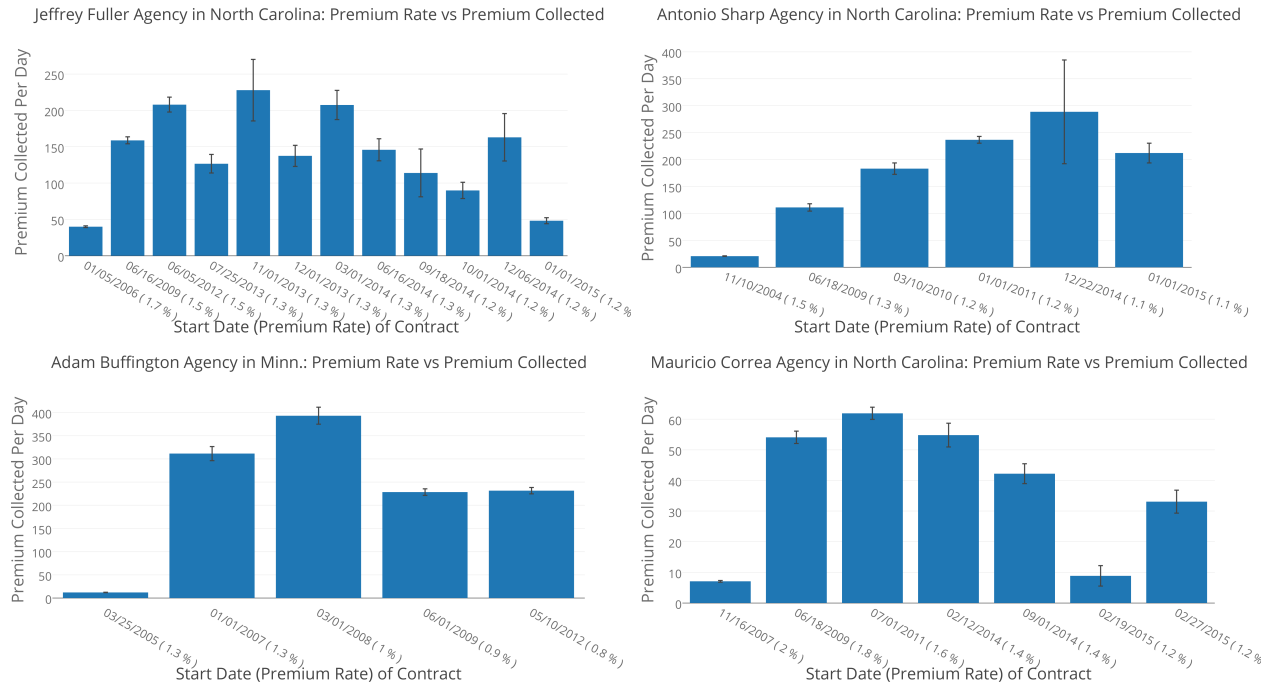 Jeffrey Fuller Agency in North Carolina: Premium Rate vs Premium Collected
Premium Collected Per Day
250
200
150
100
50
0
01/05/2006 ( 1.7 % )
06/16/2009 ( 1.5 % )
06/05/2012 ( 1.5 % )
07/25/2013 ( 1.3 % )
11/01/2013 ( 1.3 % )
12/01/2013 ( 1.3 % )
03/01/2014 ( 1.3 % )
06/16/2014 ( 1.3 % )
09/18/2014 ( 1.2 % )
10/01/2014 ( 1.2 % )
12/06/2014 ( 1.2 % )
01/01/2015 ( 1.2 %
Start Date (Premium Rate) of Contract
Antonio Sharp Agency in North Carolina: Premium Rate vs Premium Collected
Premium Collected Per Day
400
350
300
250
200
150
100
50
0
11/10/2004 ( 1.5 % )
06/18/2009 ( 1.3 % )
03/10/2010 ( 1.2 % )
01/01/2011 ( 1.2 % )
12/22/2014 ( 1.1 % )
01/01/2015 ( 1.1 % )
Start Date (Premium Rate) of Contract
Adam Buffington Agency in Minn.: Premium Rate vs Premium Collected
Premium Collected Per Day
400
350
300
250
200
150
100
50
0
03/25/2005 ( 1.3 % )
01/01/2007 ( 1.3 % )
03/01/2008 ( 1 % )
06/01/2009 ( 0.9 % )
05/10/2012 ( 0.8 % )
Start Date (Premium Rate) of Contract
Mauricio Correa Agency in North Carolina: Premium Rate vs Premium Collected
Premium Collected Per Day
60
50
40
30
20
10
0
11/16/2007 ( 2 % )
06/18/2009 ( 1.8 % )
07/01/2011 ( 1.6 % )
02/12/2014 ( 1.4 % )
09/01/2014 ( 1.4 % )
02/19/2015 ( 1.2 % )
02/27/2015 ( 1.2 %
Start Date (Premium Rate) of Contract